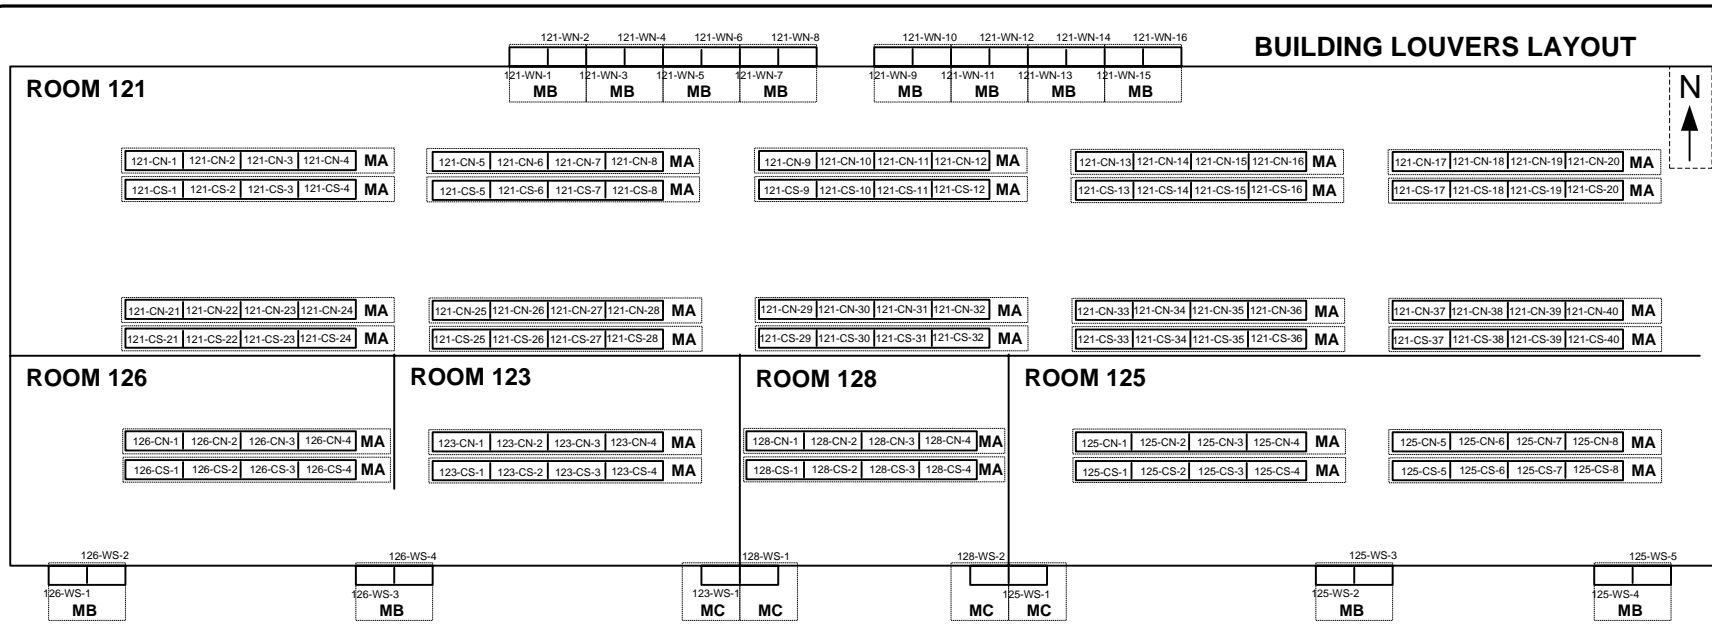 121-WN-2 121-WN-4 121-WN-6 121-WN-8 121-WN-10 121-WN-12 121-WN-14 121-WN-16
BUILDING LOUVERS LAYOUT
121-WN-1 121-WN-3 121-WN-5 121-WN-7 121-WN-9 121-WN-11 121-WN-13 121-WN-15
ROOM 121
MB MB MB MB MB MB MB MB
N
121-CN-1 121-CN-2 121-CN-3 121-CN-4 MA 121-CN-5 121-CN-6 121-CN-7 121-CN-8 MA 121-CN-9 121-CN-10 121-CN-11 121-CN-12 MA 121-CN-13 121-CN-14 121-CN-15 121-CN-16 MA 121-CN-17 121-CN-18 121-CN-19 121-CN-20 MA
121-CS-1 121-CS-2 121-CS-3 121-CS-4 MA 121-CS-5 121-CS-6 121-CS-7 121-CS-8 MA 121-CS-9 121-CS-10 121-CS-11 121-CS-12 MA 121-CS-13 121-CS-14 121-CS-15 121-CS-16 MA 121-CS-17 121-CS-18 121-CS-19 121-CS-20 MA
121-CN-21 121-CN-22 121-CN-23 121-CN-24 MA 121-CN-25 121-CN-26 121-CN-27 121-CN-28 MA 121-CN-29 121-CN-30 121-CN-31 121-CN-32 MA 121-CN-33 121-CN-34 121-CN-35 121-CN-36 MA 121-CN-37 121-CN-38 121-CN-39 121-CN-40 MA
121-CS-21 121-CS-22 121-CS-23 121-CS-24 MA 121-CS-25 121-CS-26 121-CS-27 121-CS-28 MA 121-CS-29 121-CS-30 121-CS-31 121-CS-32 MA 121-CS-33 121-CS-34 121-CS-35 121-CS-36 MA 121-CS-37 121-CS-38 121-CS-39 121-CS-40 MA
ROOM 126 ROOM 123 ROOM 128 ROOM 125
126-CN-1 126-CN-2 126-CN-3 126-CN-4 MA 123-CN-1 123-CN-2 123-CN-3 123-CN-4 MA 128-CN-1 128-CN-2 128-CN-3 128-CN-4 MA 125-CN-1 125-CN-2 125-CN-3 125-CN-4 MA 125-CN-5 125-CN-6 125-CN-7 125-CN-8 MA
126-CS-1 126-CS-2 126-CS-3 126-CS-4 MA 123-CS-1 123-CS-2 123-CS-3 123-CS-4 MA 128-CS-1 128-CS-2 128-CS-3 128-CS-4 MA 125-CS-1 125-CS-2 125-CS-3 125-CS-4 MA 125-CS-5 125-CS-6 125-CS-7 125-CS-8 MA
126-WS-2 126-WS-4 128-WS-1 128-WS-2 125-WS-3 125-WS-5
126-WS-1 126-WS-3 123-WS-1 125-WS-1 125-WS-2 125-WS-4
MB MB MC MC MC MC MB MB